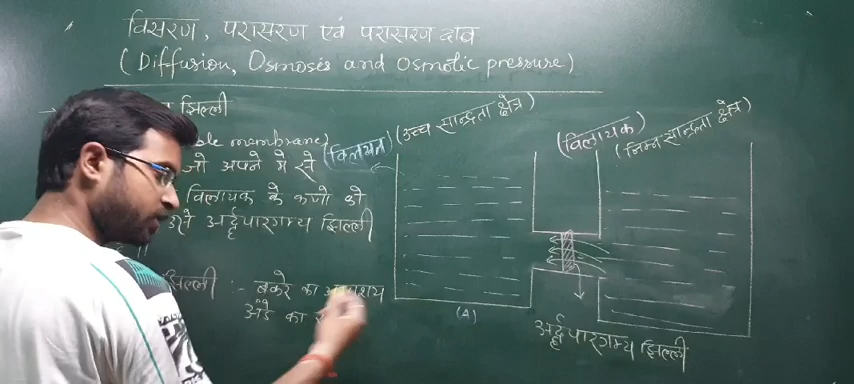 विसरण, परासरण एवं परासरण दाब
(Diffusion, Osmosis and Osmotic pressure)
झिल्ली
membrane)
जो अपने मे से
विलायक के कणो को
अर्द्धपारगम्य झिल्ली
झिल्ली :- बकरे का
अंडे का
(विलयन)
(उच्च सान्द्रता क्षेत्र)
(विलायक)
(निम्न सान्द्रता क्षेत्र)
(A)
अर्द्धपारगम्य झिल्ली